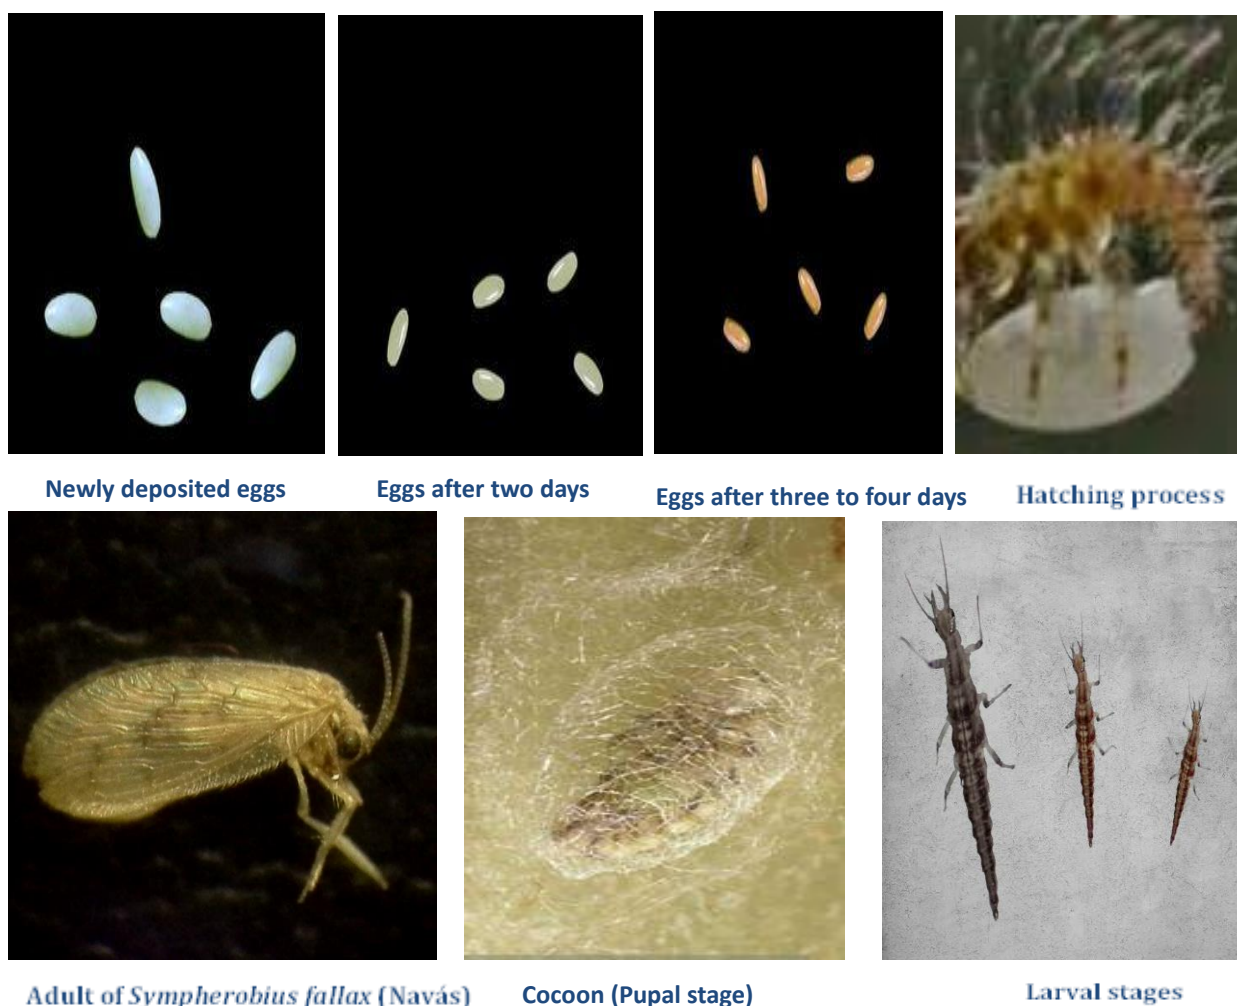 Newly deposited eggs
Eggs after two days
Eggs after three to four days
Hatching process
Adult of Sympherobius fallax (Navás)
Cocoon (Pupal stage)
Larval stages